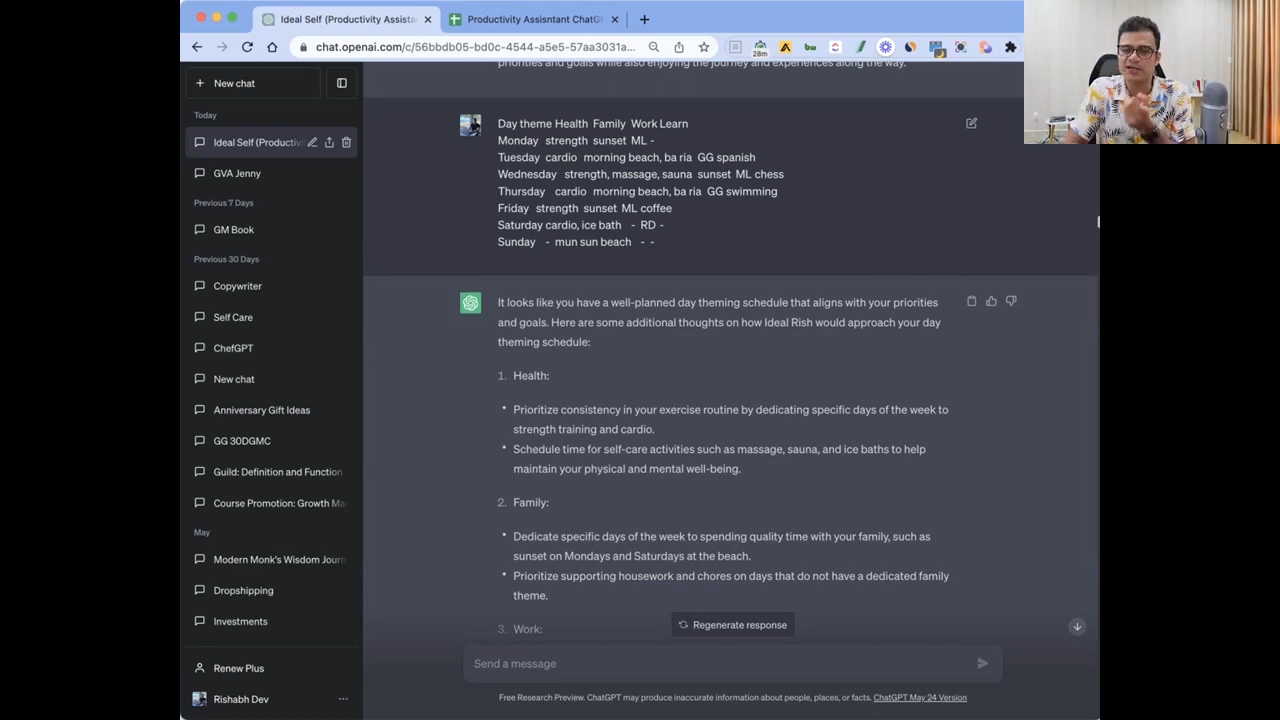 Ideal Self (Productivity Assista
Productivity Assisntant ChatG
chat.openai.com/c/56bbdb05-bd0c-4544-a5e5-57aa3031a...
28m
New chat
Today
Ideal Self (Producti
GVA Jenny
Previous 7 Days
GM Book
Previous 30 Days
Copywriter
Self Care
ChefGPT
New chat
Anniversary Gift Ideas
GG 30DGMC
Guild: Definition and Function
Course Promotion: Growth Ma
May
Modern Monk's Wisdom Journ
Dropshipping
Investments
Renew Plus
Rishabh Dev
priorities and goals while also enjoying the journey and experiences along the way.
Day theme Health Family Work Learn
Monday strength sunset ML -
Tuesday cardio morning beach, ba ria GG spanish
Wednesday strength, massage, sauna sunset ML chess
Thursday cardio morning beach, ba ria GG swimming
Friday strength sunset ML coffee
Saturday cardio, ice bath - RD -
Sunday - mun sun beach - -
It looks like you have a well-planned day theming schedule that aligns with your priorities
and goals. Here are some additional thoughts on how Ideal Rish would approach your day
theming schedule:
1. Health:
• Prioritize consistency in your exercise routine by dedicating specific days of the week to
strength training and cardio.
• Schedule time for self-care activities such as massage, sauna, and ice baths to help
maintain your physical and mental well-being.
2. Family:
• Dedicate specific days of the week to spending quality time with your family, such as
sunset on Mondays and Saturdays at the beach.
• Prioritize supporting housework and chores on days that do not have a dedicated family
theme.
3. Work:
Regenerate response
Send a message
Free Research Preview. ChatGPT may produce inaccurate information about people, places, or facts. ChatGPT May 24 Version